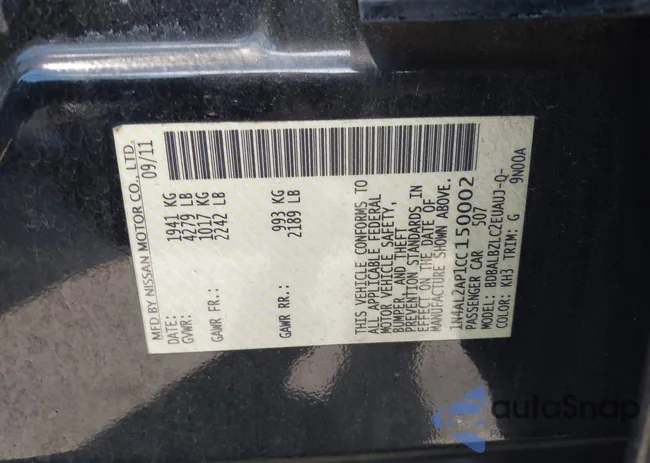 MFD BY NISSAN MOTOR CO., LTD.
DATE: 09/11
GVWR: 1941 KG
4279 LB
GAWR FR: 1017 KG
2242 LB
GAWR RR: 993 KG
2189 LB
THIS VEHICLE CONFORMS TO
ALL APPLICABLE FEDERAL
MOTOR VEHICLE SAFETY,
BUMPER, AND THEFT
PREVENTION STANDARDS IN
EFFECT ON THE DATE OF
MANUFACTURE SHOWN ABOVE.
1N4AL2AP1CC150002
PASSENGER CAR 507
MODEL: BDBALBZLC2EUAUJ-Q-
COLOR: KH3 TRIM: G 9N00A
autoSnap